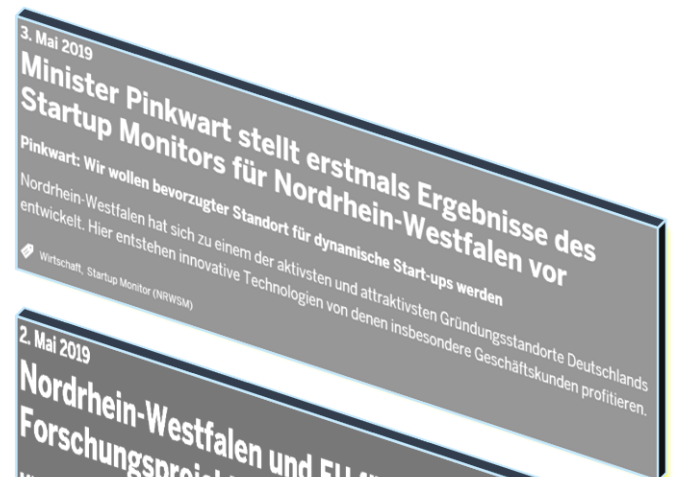 3. Mai 2019
Minister Pinkwart stellt erstmals Ergebnisse des
Startup Monitors für Nordrhein-Westfalen vor
Pinkwart: Wir wollen bevorzugter Standort für dynamische Start-ups werden
Nordrhein-Westfalen hat sich zu einem der aktivsten und attraktivsten Gründungsstandorte Deutschlands
entwickelt. Hier entstehen innovative Technologien von denen insbesondere Geschäftskunden profitieren.
Wirtschaft, Startup Monitor (NRWSM)
2. Mai 2019
Nordrhein-Westfalen und EU